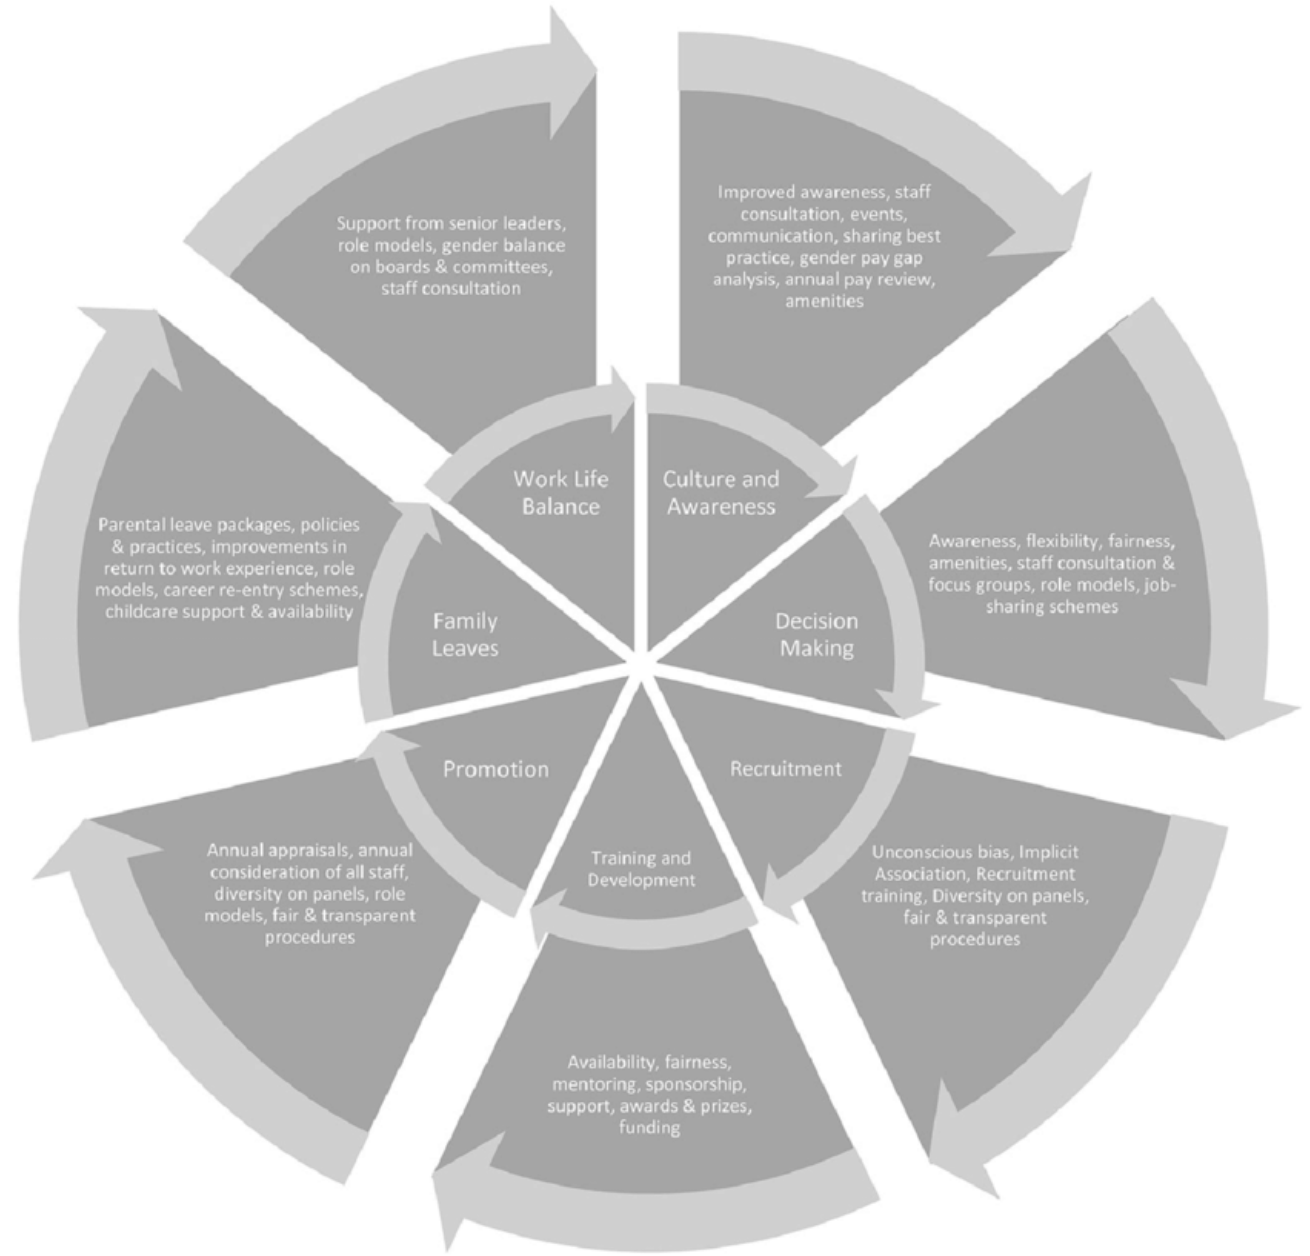 Support from senior leaders,
role models, gender balance
on boards & committees,
staff consultation
Improved awareness, staff
consultation, events,
communication, sharing best
practice, gender pay gap
analysis, annual pay review,
amenities
Work Life
Balance
Culture and
Awareness
Parental leave packages, policies
& practices, improvements in
return to work experience, role
models, career re-entry schemes,
childcare support & availability
Family
Leaves
Decision
Making
Awareness, flexibility, fairness,
amenities, staff consultation &
focus groups, role models, job-
sharing schemes
Promotion
Recruitment
Annual appraisals, annual
consideration of all staff,
diversity on panels, role
models, fair & transparent
procedures
Training and
Development
Unconscious bias, Implicit
Association, Recruitment
training, Diversity on panels,
fair & transparent
procedures
Availability, fairness,
mentoring, sponsorship,
support, awards & prizes,
funding